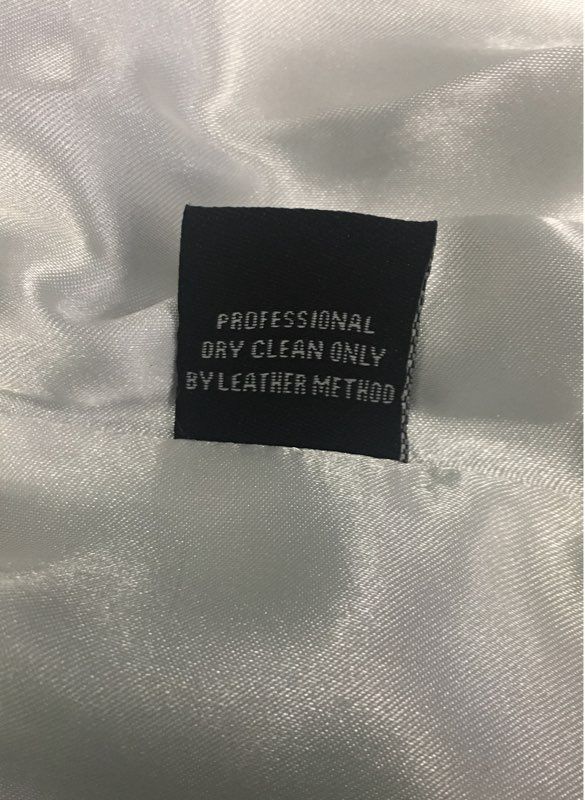 PROFESSIONAL
DRY CLEAN ONLY
BY LEATHER METHOD